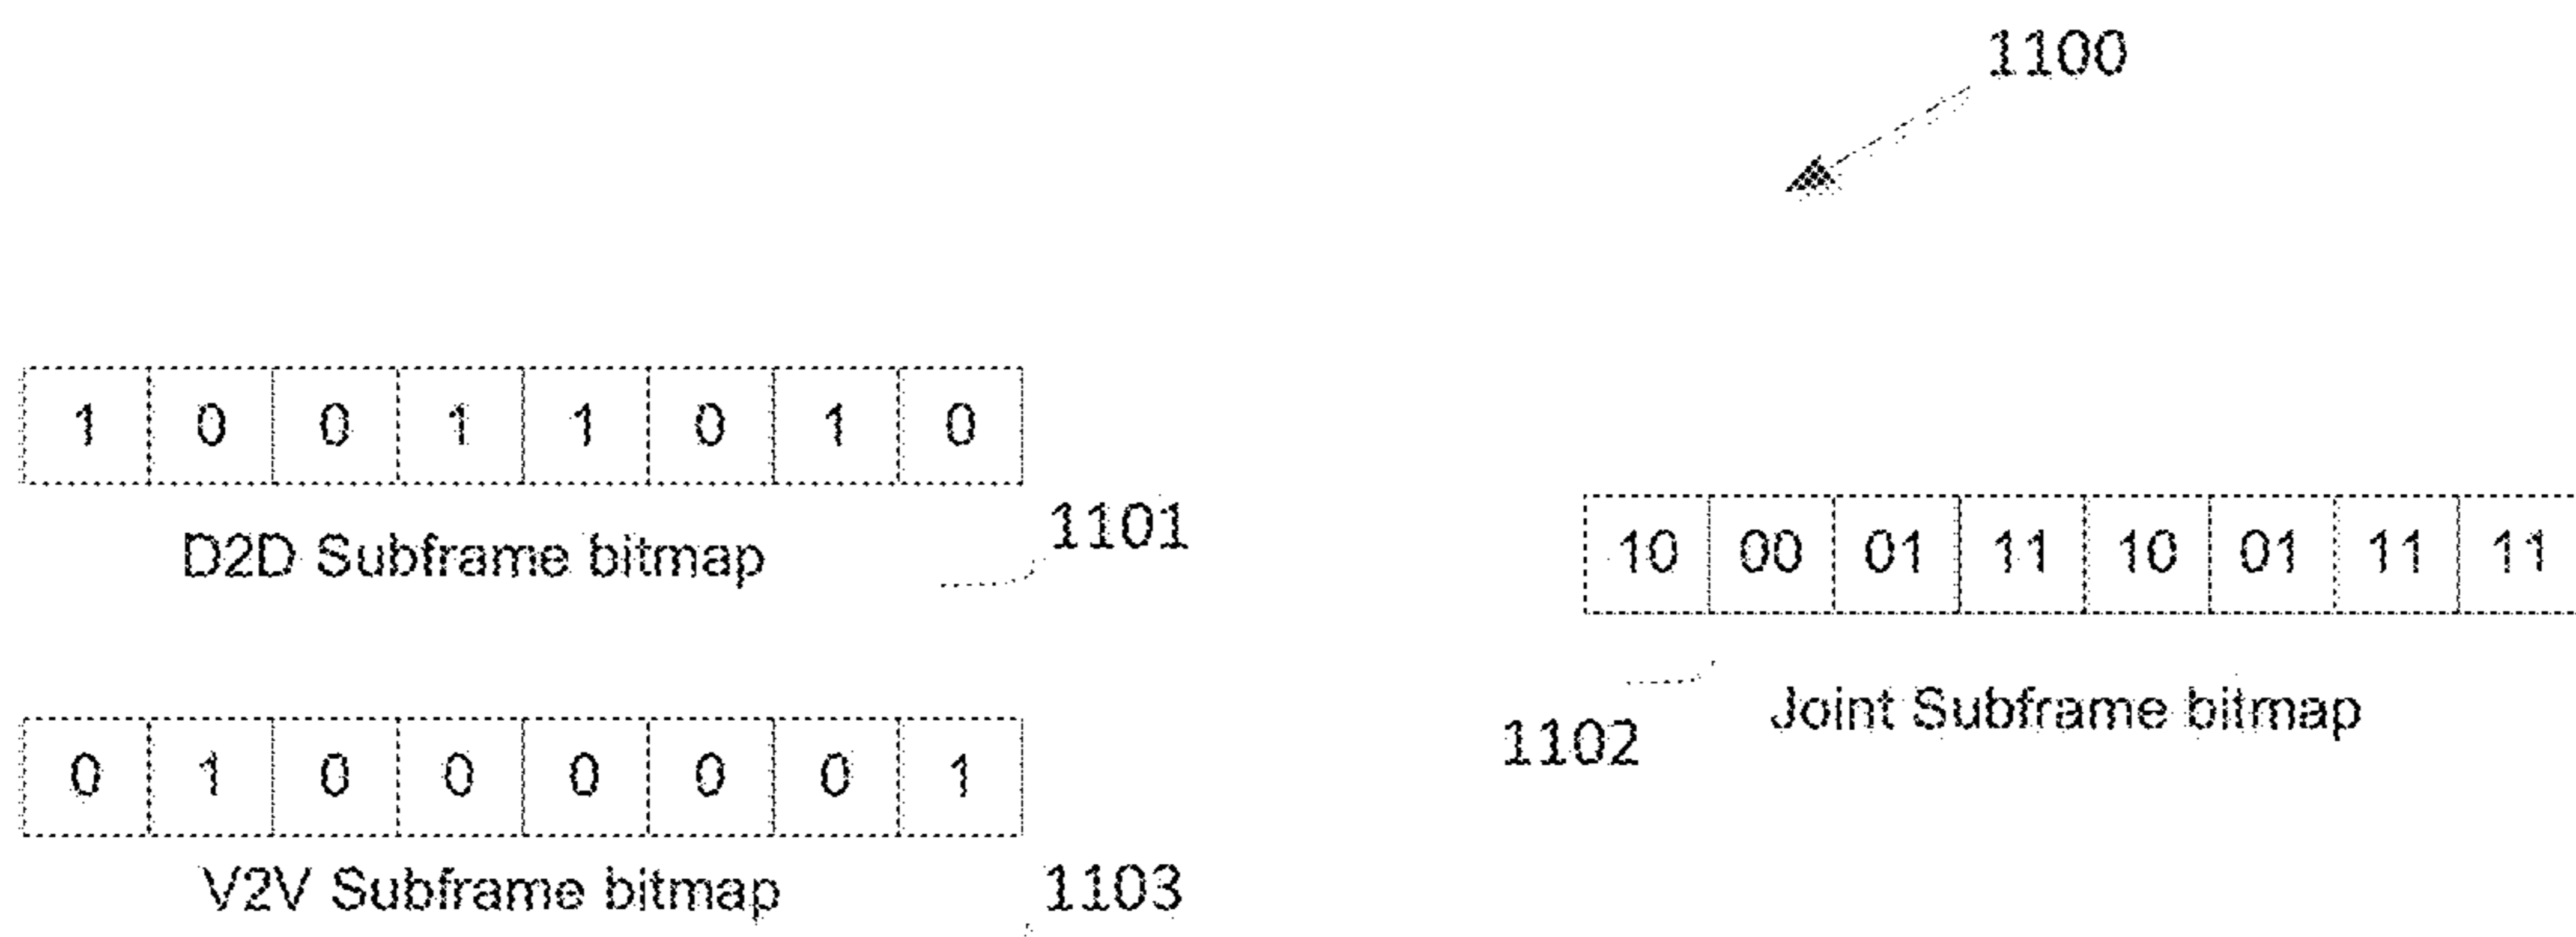 1100
1 0 0 1 1 0 1 0
D2D Subframe bitmap
1101
10 00 01 11 10 01 11 11
1102
Joint Subframe bitmap
0 1 0 0 0 0 0 1
V2V Subframe bitmap
1103